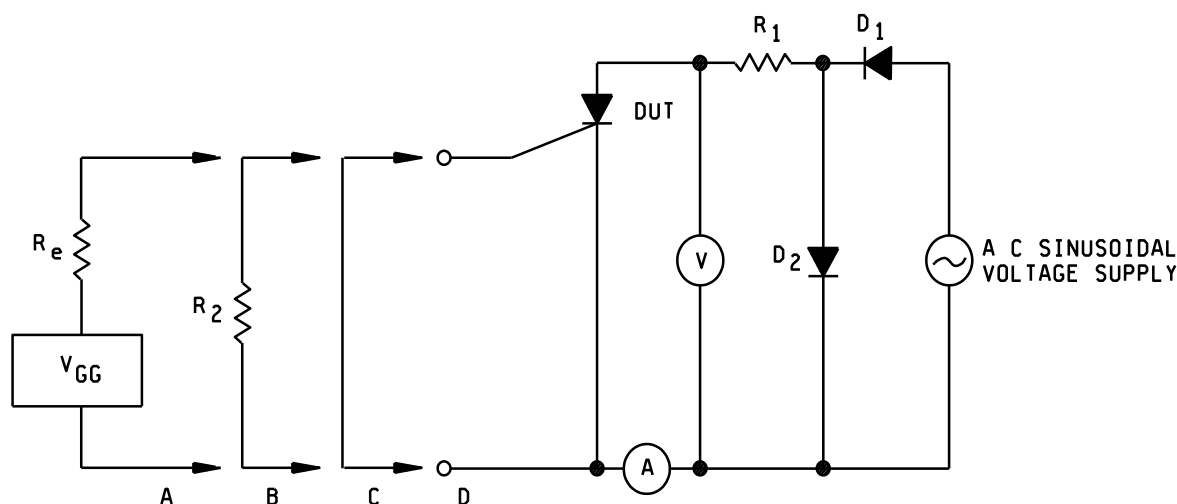 R1
D1
DUT
Re
R2
VGG
V
D2
A C SINUSOIDAL
VOLTAGE SUPPLY
A
A
B
C
D